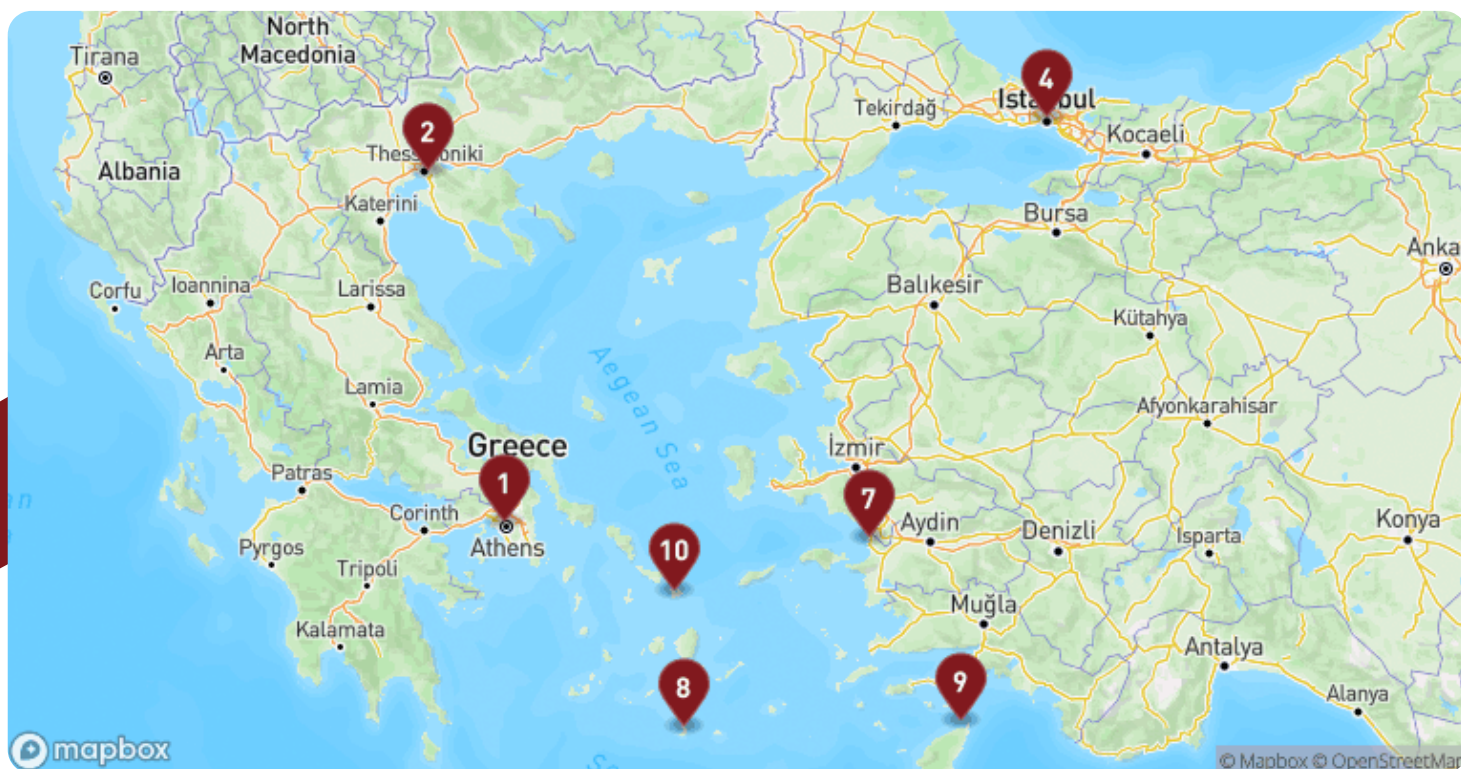 North
Macedonia
Tirana
4
Istanbul
Tekirdağ
Kocaeli
2
Thessaloniki
Albania
Katerini
Bursa
Ankа
Ioannina
Corfu
Larissa
Balıkesir
Kütahya
Arta
Aegean Sea
Lamia
Afyonkarahisar
Greece
İzmir
Patras
1
7
an
Corinth
Athens
Aydin
Denizli
Isparta
Konya
Pyrgos
10
Tripoli
Muğla
Kalamata
Antalya
8
9
Alanya
mapbox
© Mapbox © OpenStreetMap